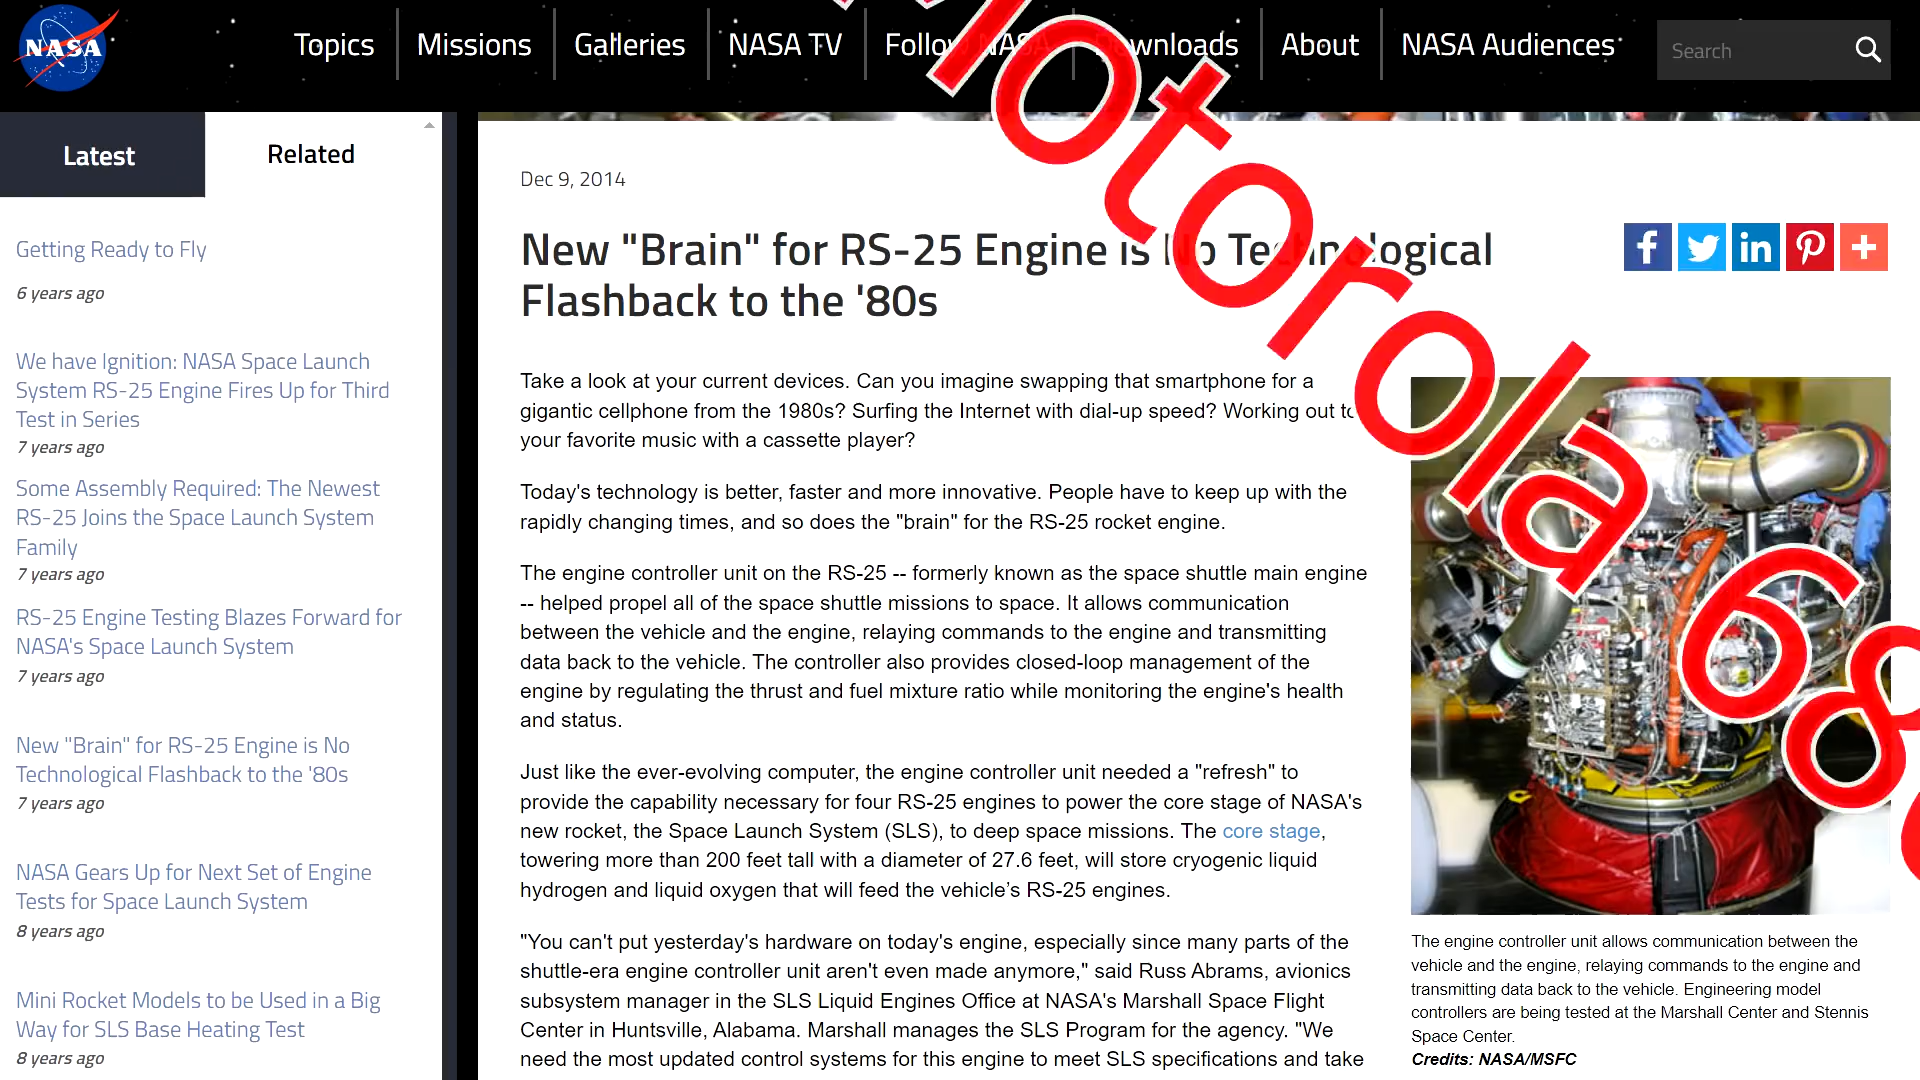 NASA
Topics
Missions
Galleries
NASA TV
Follow NASA
Downloads
About
NASA Audiences
Search
Latest
Related
Getting Ready to Fly
6 years ago
We have Ignition: NASA Space Launch
System RS-25 Engine Fires Up for Third
Test in Series
7 years ago
Some Assembly Required: The Newest
RS-25 Joins the Space Launch System
Family
7 years ago
RS-25 Engine Testing Blazes Forward for
NASA's Space Launch System
7 years ago
New "Brain" for RS-25 Engine is No
Technological Flashback to the '80s
7 years ago
NASA Gears Up for Next Set of Engine
Tests for Space Launch System
8 years ago
Mini Rocket Models to be Used in a Big
Way for SLS Base Heating Test
8 years ago
Dec 9, 2014
New "Brain" for RS-25 Engine is No Technological
Flashback to the '80s
Take a look at your current devices. Can you imagine swapping that smartphone for a
gigantic cellphone from the 1980s? Surfing the Internet with dial-up speed? Working out to
your favorite music with a cassette player?
Today's technology is better, faster and more innovative. People have to keep up with the
rapidly changing times, and so does the "brain" for the RS-25 rocket engine.
The engine controller unit on the RS-25 -- formerly known as the space shuttle main engine
-- helped propel all of the space shuttle missions to space. It allows communication
between the vehicle and the engine, relaying commands to the engine and transmitting
data back to the vehicle. The controller also provides closed-loop management of the
engine by regulating the thrust and fuel mixture ratio while monitoring the engine's health
and status.
Just like the ever-evolving computer, the engine controller unit needed a "refresh" to
provide the capability necessary for four RS-25 engines to power the core stage of NASA's
new rocket, the Space Launch System (SLS), to deep space missions. The core stage,
towering more than 200 feet tall with a diameter of 27.6 feet, will store cryogenic liquid
hydrogen and liquid oxygen that will feed the vehicle’s RS-25 engines.
"You can't put yesterday's hardware on today's engine, especially since many parts of the
shuttle-era engine controller unit aren't even made anymore," said Russ Abrams, avionics
subsystem manager in the SLS Liquid Engines Office at NASA's Marshall Space Flight
Center in Huntsville, Alabama. Marshall manages the SLS Program for the agency. "We
need the most updated control systems for this engine to meet SLS specifications and take
The engine controller unit allows communication between the
vehicle and the engine, relaying commands to the engine and
transmitting data back to the vehicle. Engineering model
controllers are being tested at the Marshall Center and Stennis
Space Center.
Credits: NASA/MSFC
Motorola 68